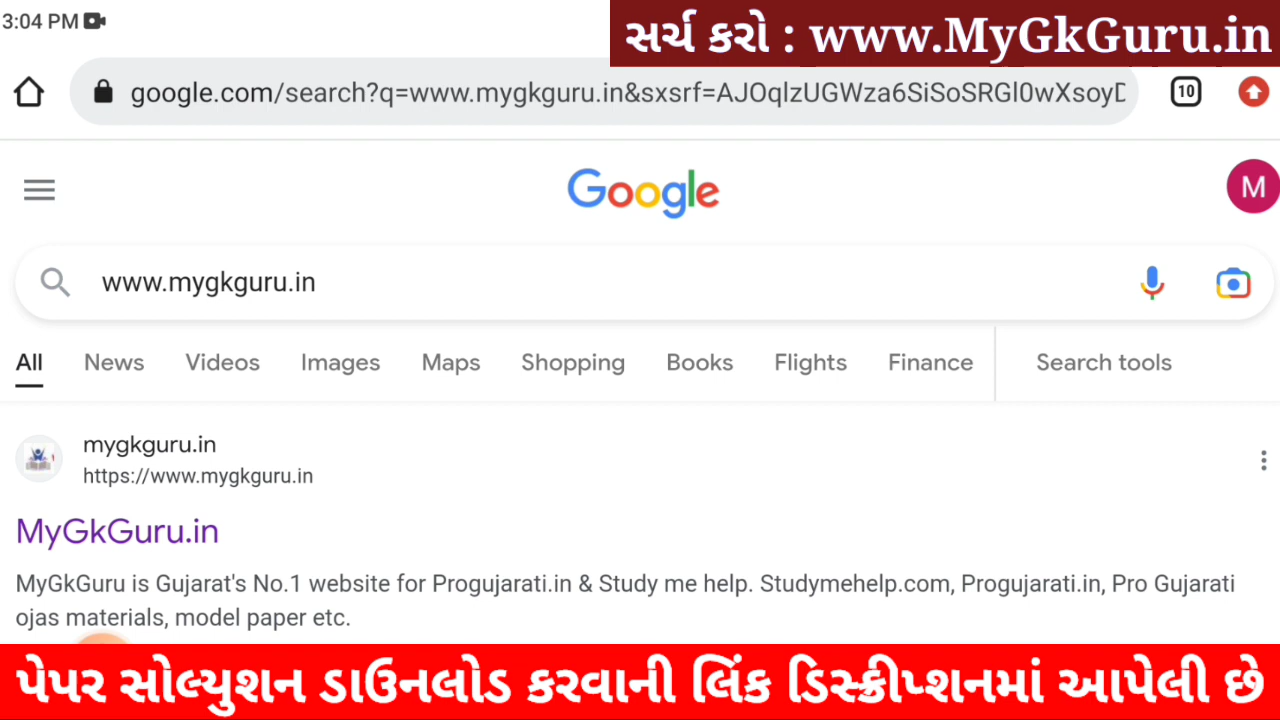 3:04 PM
સર્ચ કરો : www.MyGkGuru.in
google.com/search?q=www.mygkguru.in&sxsrf=AJOqlzUGWza6SiSoSRGl0wXsoyD
10
Google
M
www.mygkguru.in
All News Videos Images Maps Shopping Books Flights Finance Search tools
mygkguru.in
https://www.mygkguru.in
MyGkGuru.in
MyGkGuru is Gujarat's No.1 website for Progujarati.in & Study me help. Studymehelp.com, Progujarati.in, Pro Gujarati
ojas materials, model paper etc.
પેપર સોલ્યુશન ડાઉનલોડ કરવાની લિંક ડિસ્ક્રીપ્શનમાં આપેલી છે